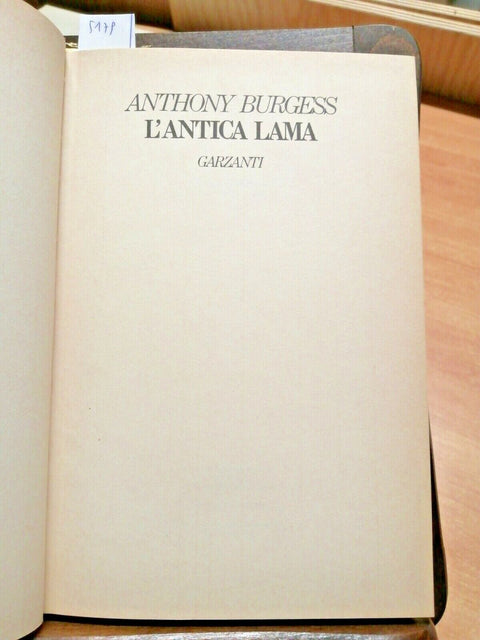 5178
ANTHONY BURGESS
L'ANTICA LAMA
GARZANTI